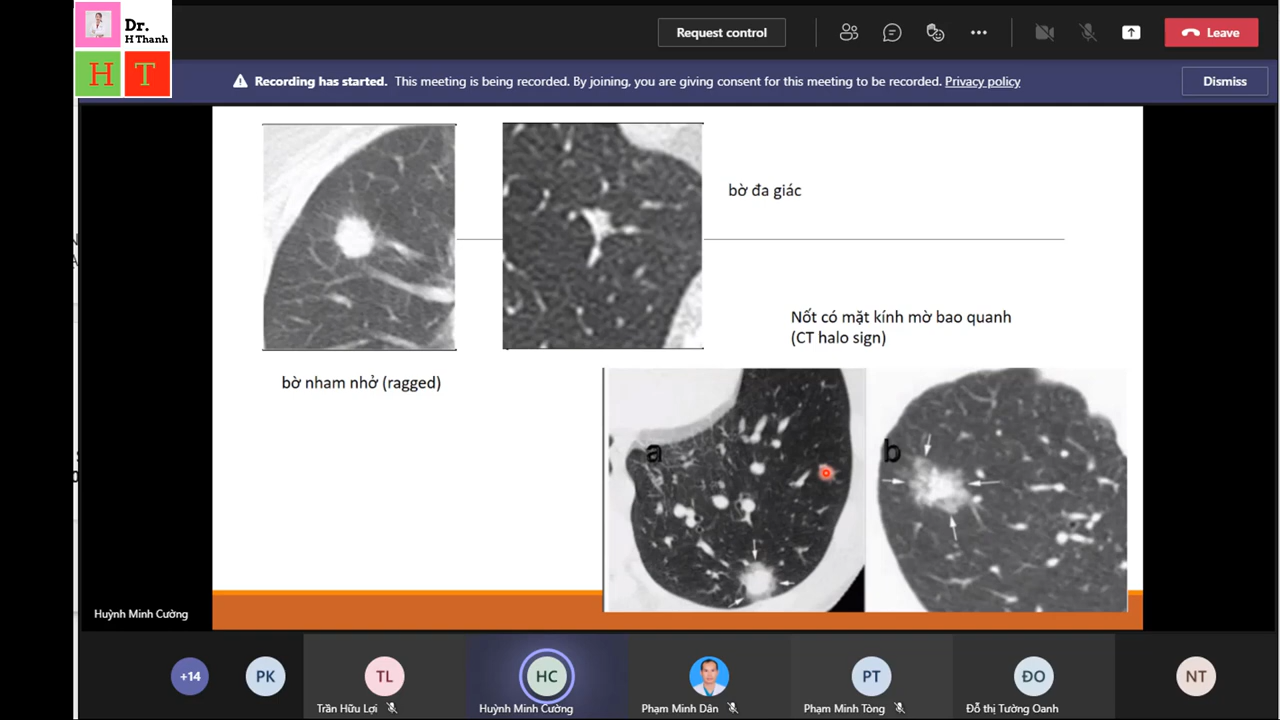 Dr.
H Thanh
H T
Request control
Leave
Recording has started. This meeting is being recorded. By joining, you are giving consent for this meeting to be recorded. Privacy policy
Dismiss
bờ đa giác
Nốt có mặt kính mờ bao quanh
(CT halo sign)
bờ nham nhở (ragged)
a
b
Huỳnh Minh Cường
+14
PK
TL
HC
PT
ĐO
NT
Trần Hữu Lợi
Huỳnh Minh Cường
Phạm Minh Dân
Phạm Minh Tòng
Đỗ thị Tường Oanh